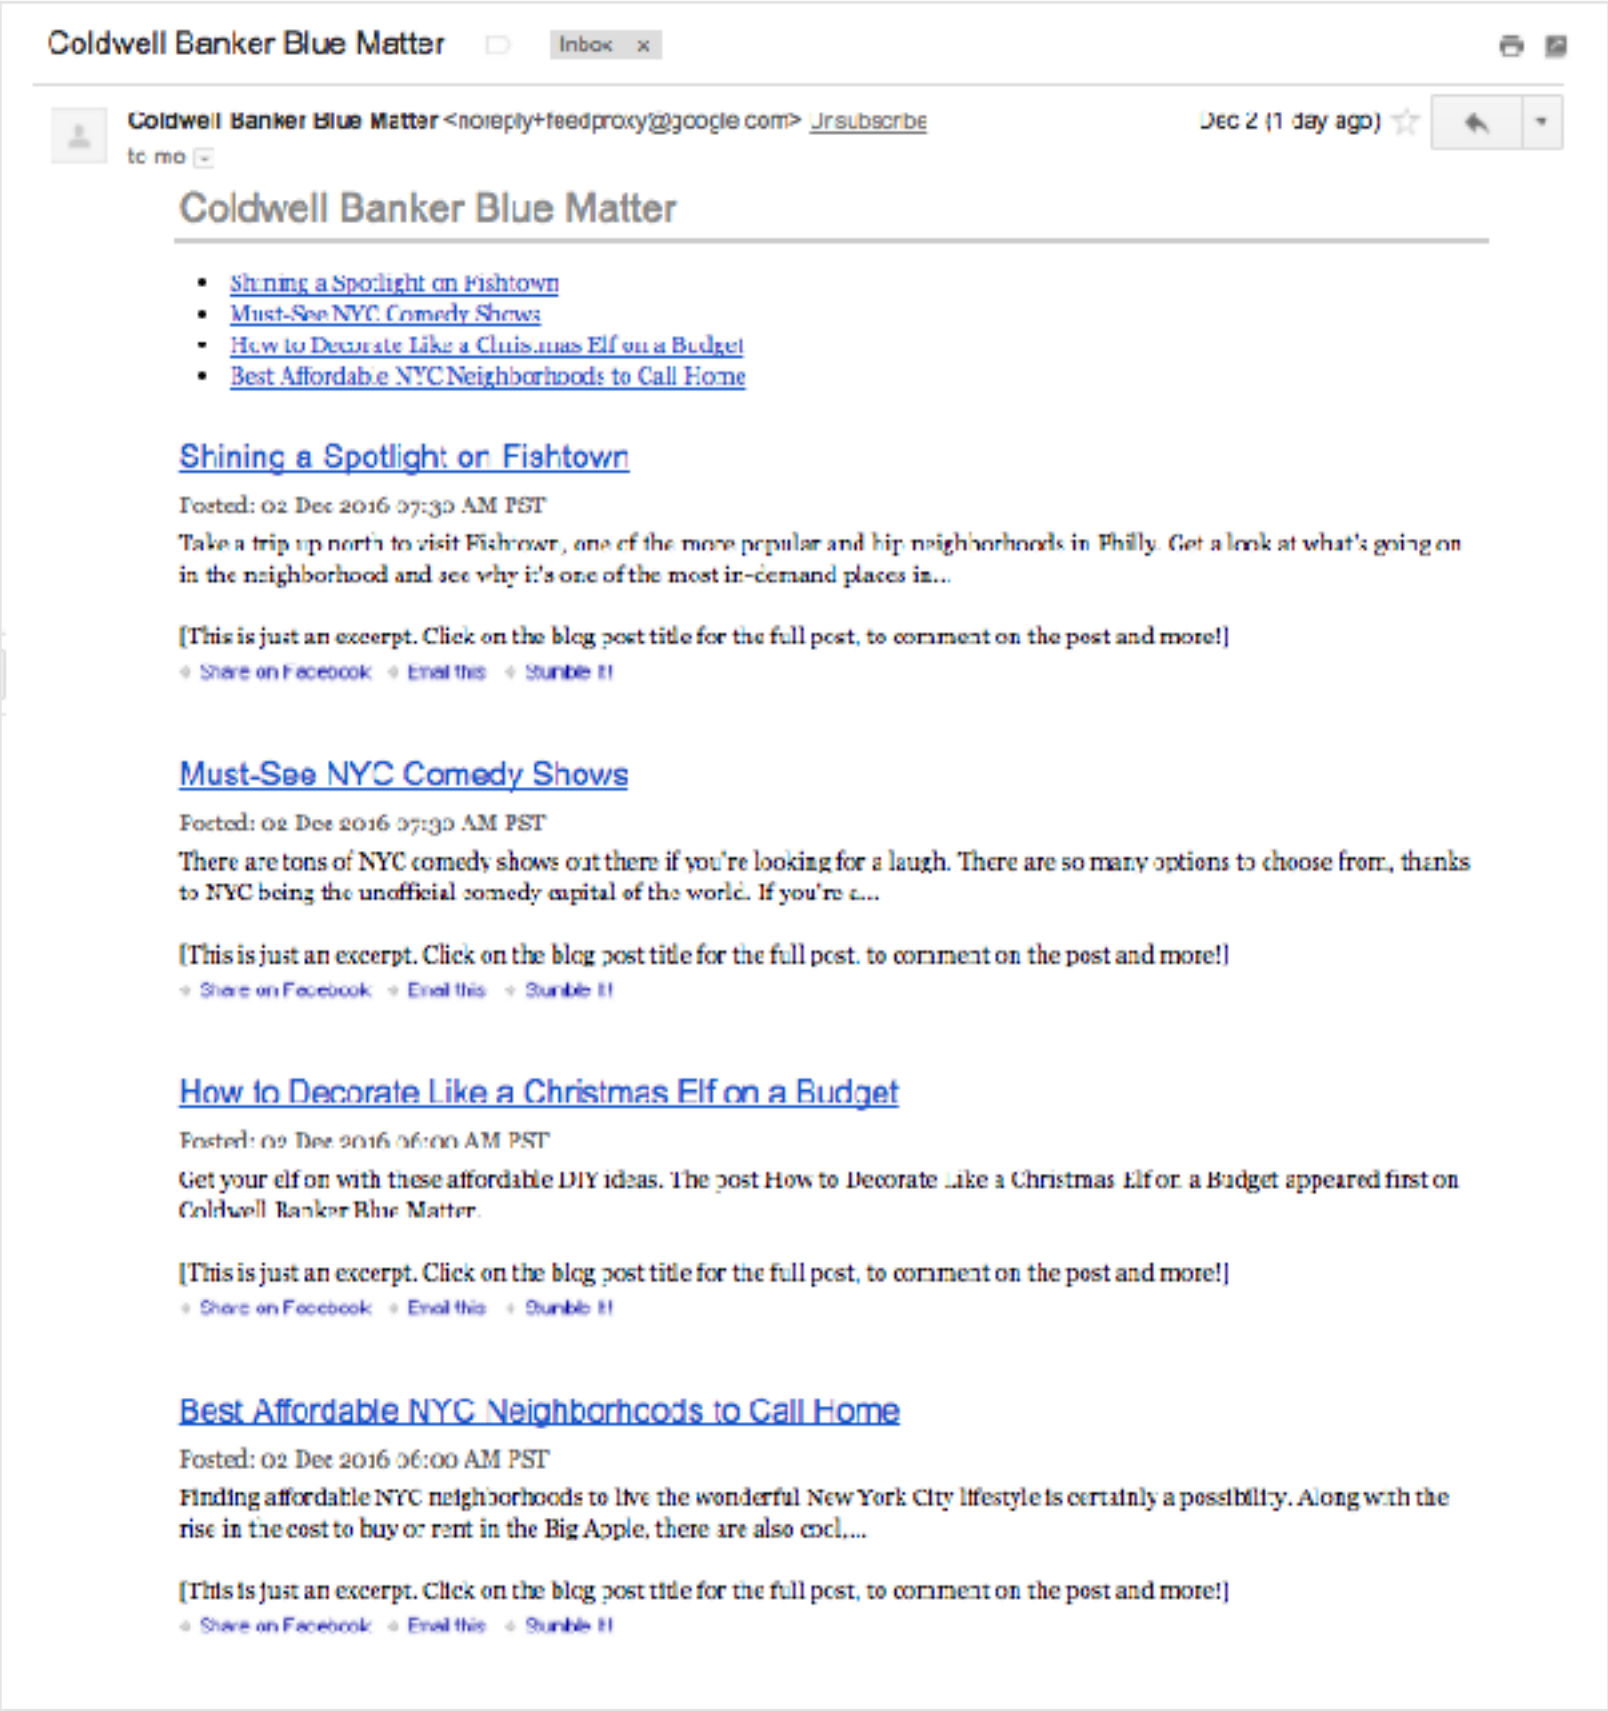 Coldwell Banker Blue Matter
Inbox x
Coldwell Banker Blue Matter <noreply+feedproxy@google.com> Unsubscribe
Dec 2 (1 day ago)
to me
Coldwell Banker Blue Matter
• Shining a Spotlight on Fishtown
• Must-See NYC Comedy Shows
• How to Decorate Like a Christmas Elf on a Budget
• Best Affordable NYC Neighborhoods to Call Home
Shining a Spotlight on Fishtown
Posted: 02 Dec 2016 07:30 AM PST
Take a trip up north to visit Fishtown, one of the more popular and hip neighborhoods in Philly. Get a look at what's going on
in the neighborhood and see why it's one of the most in-demand places in...
[This is just an excerpt. Click on the blog post title for the full post, to comment on the post and more!]
Share on Facebook Email this Stumble It!
Must-See NYC Comedy Shows
Posted: 02 Dec 2016 07:30 AM PST
There are tons of NYC comedy shows out there if you're looking for a laugh. There are so many options to choose from, thanks
to NYC being the unofficial comedy capital of the world. If you're a...
[This is just an excerpt. Click on the blog post title for the full post, to comment on the post and more!]
Share on Facebook Email this Stumble It!
How to Decorate Like a Christmas Elf on a Budget
Posted: 02 Dec 2016 06:00 AM PST
Get your elf on with these affordable DIY ideas. The post How to Decorate Like a Christmas Elf on a Budget appeared first on
Coldwell Banker Blue Matter.
[This is just an excerpt. Click on the blog post title for the full post, to comment on the post and more!]
Share on Facebook Email this Stumble It!
Best Affordable NYC Neighborhoods to Call Home
Posted: 02 Dec 2016 06:00 AM PST
Finding affordable NYC neighborhoods to live the wonderful New York City lifestyle is certainly a possibility. Along with the
rise in the cost to buy or rent in the Big Apple, there are also cool,...
[This is just an excerpt. Click on the blog post title for the full post, to comment on the post and more!]
Share on Facebook Email this Stumble It!